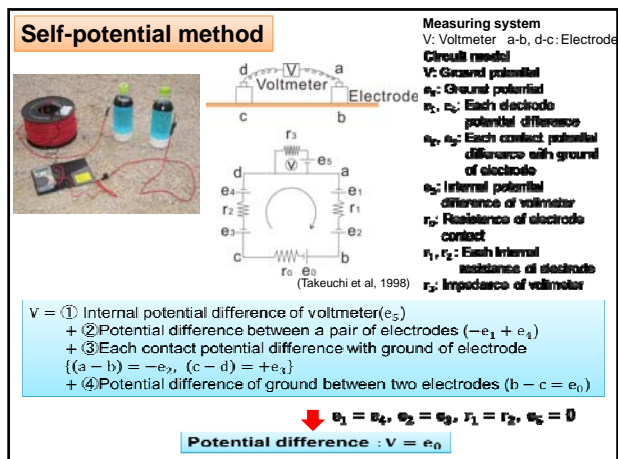 Self-potential method
Measuring system
V: Voltmeter a-b, d-c: Electrode
Circuit model
V: Ground potential
e₀: Ground potential
e₁, e₄: Each electrode
potential difference
e₂, e₃: Each contact potential
difference with ground
of electrode
e₅: Internal potential
difference of voltmeter
r₀: Resistence of electrode
contact
r₁, r₂: Each internal
resistance of electrode
r₃: Impedance of voltmeter
d V a
Voltmeter
Electrode
c b
r₃
V e₅
d a
e₄ e₁
r₂ r₁
e₃ e₂
c b
r₀ e₀
(Takeuchi et al, 1998)
V = ① Internal potential difference of voltmeter(e₅)
+ ②Potential difference between a pair of electrodes (−e₁ + e₄)
+ ③Each contact potential difference with ground of electrode
{(a − b) = −e₂, (c − d) = +e₃}
+ ④Potential difference of ground between two electrodes (b − c = e₀)
e₁ = e₄, e₂ = e₃, r₁ = r₂, e₅ = 0
Potential difference : V = e₀